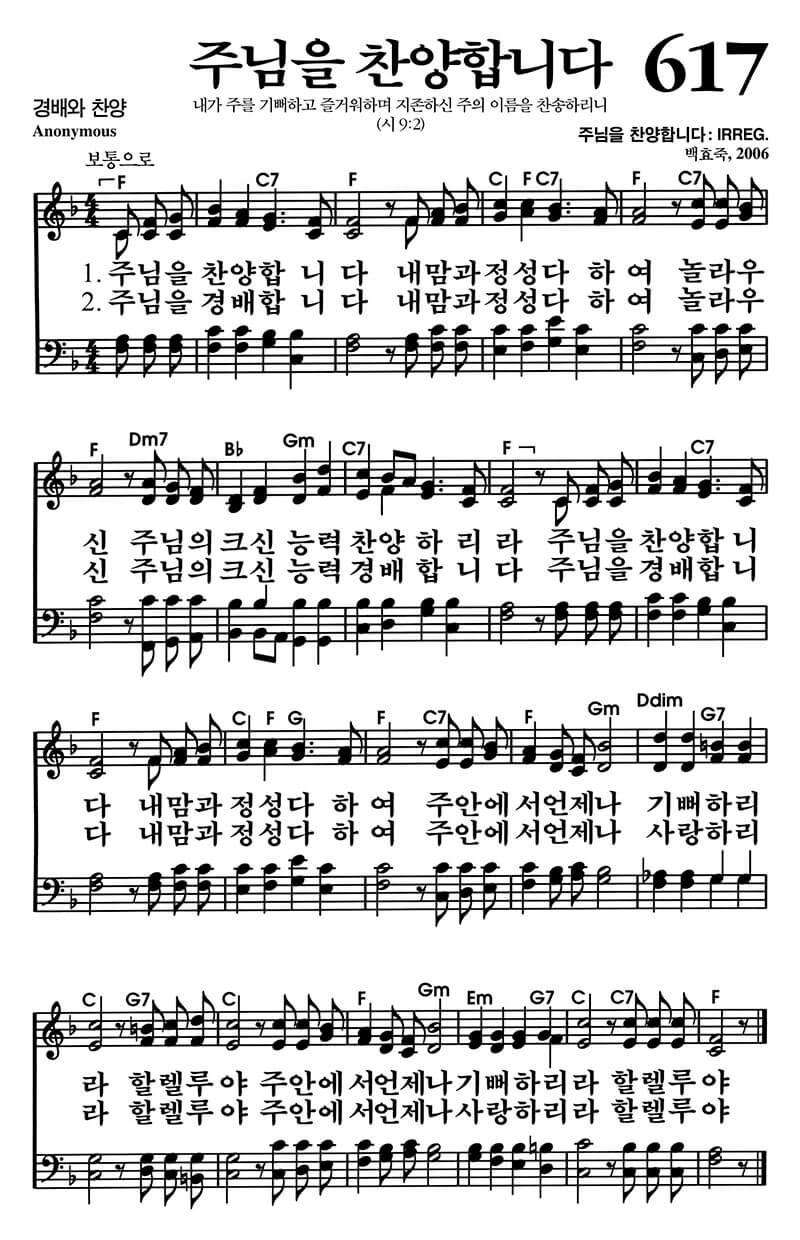 주님을 찬양합니다 617
경배와 찬양
내가 주를 기뻐하고 즐거워하며 지존하신 주의 이름을 찬송하리니
Anonymous
(시 9:2)
주님을 찬양합니다: IRREG.
보통으로
백효죽, 2006
F C7 F C F C7 F C7
1. 주님을 찬양합 니 다 내맘과정성다 하 여 놀라우
2. 주님을 경배합 니 다 내맘과정성다 하 여 놀라우
F Dm7 B♭ Gm C7 F C7
신 주님의크신 능력 찬양 하 리 라 주님을 찬양합 니
신 주님의크신 능력 경배 합 니 다 주님을 경배합 니
F C F G F C7 F Gm Ddim G7
다 내맘과 정성다 하 여 주안에 서언제나 기 뻐하리
다 내맘과 정성다 하 여 주안에 서언제나 사 랑하리
C G7 C F Gm Em G7 C C7 F
라 할렐루 야 주안에 서언제나 기뻐하리 라 할렐루 야
라 할렐루 야 주안에 서언제나 사랑하리 라 할렐루 야